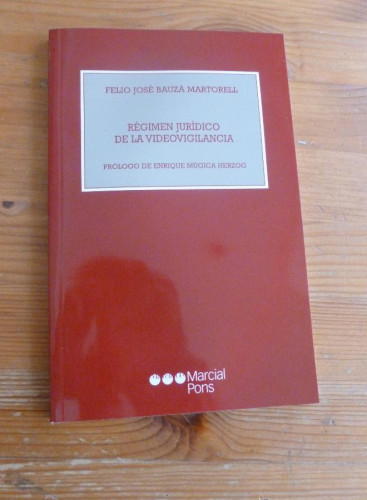 FELIO JOSÉ BAUZÁ MARTORELL
RÉGIMEN JURÍDICO
DE LA VIDEOVIGILANCIA
PRÓLOGO DE ENRIQUE MÚGICA HERZOG
Marcial
Pons